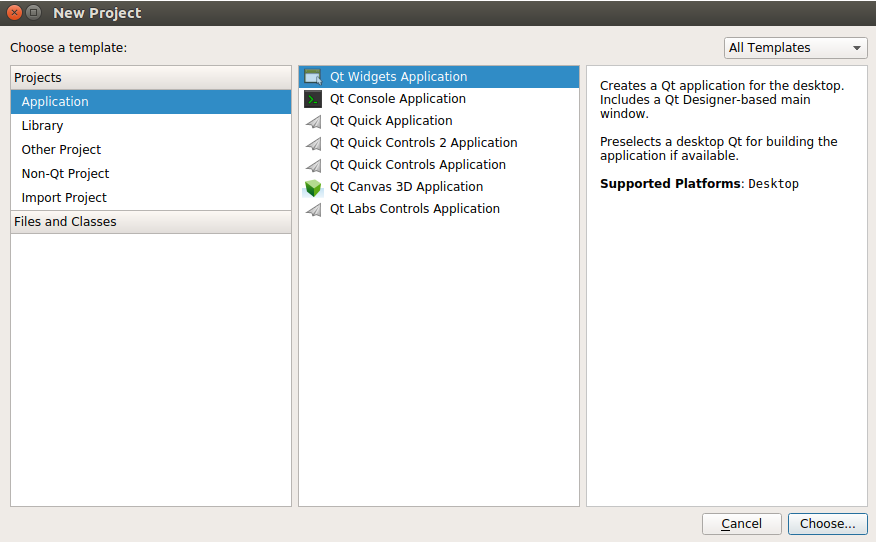 New Project
Choose a template:
All Templates
Projects
Application
Library
Other Project
Non-Qt Project
Import Project
Files and Classes
Qt Widgets Application
Qt Console Application
Qt Quick Application
Qt Quick Controls 2 Application
Qt Quick Controls Application
Qt Canvas 3D Application
Qt Labs Controls Application
Creates a Qt application for the desktop.
Includes a Qt Designer-based main
window.
Preselects a desktop Qt for building the
application if available.
Supported Platforms: Desktop
Cancel
Choose...